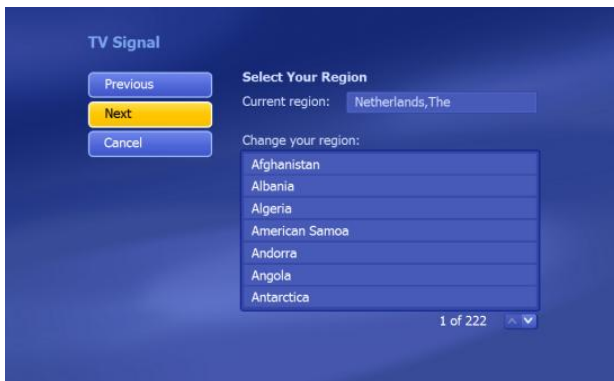 TV Signal
Previous
Next
Cancel
Select Your Region
Current region: Netherlands,The
Change your region:
Afghanistan
Albania
Algeria
American Samoa
Andorra
Angola
Antarctica
1 of 222